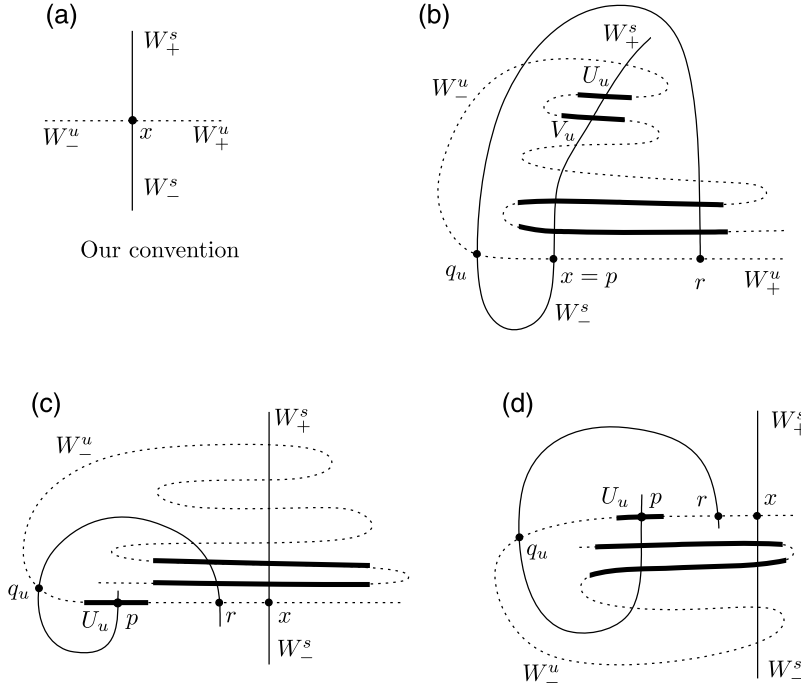 (a)
W^s_+
W^u_-
x
W^u_+
W^s_-
Our convention
(b)
W^s_+
W^u_-
U_u
V_u
q_u
x = p
r
W^u_+
W^s_-
(c)
W^s_+
W^u_-
q_u
U_u
p
r
x
W^s_-
(d)
W^s_+
U_u
p
r
x
q_u
W^u_-
W^s_-